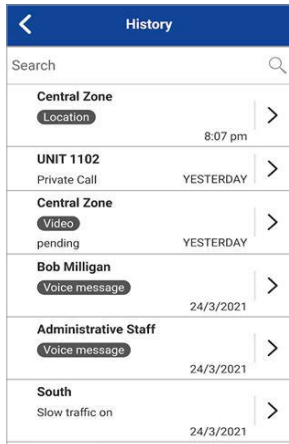 History
Search
Central Zone
Location
8:07 pm
UNIT 1102
Private Call YESTERDAY
Central Zone
Video
pending YESTERDAY
Bob Milligan
Voice message
24/3/2021
Administrative Staff
Voice message
24/3/2021
South
Slow traffic on
24/3/2021